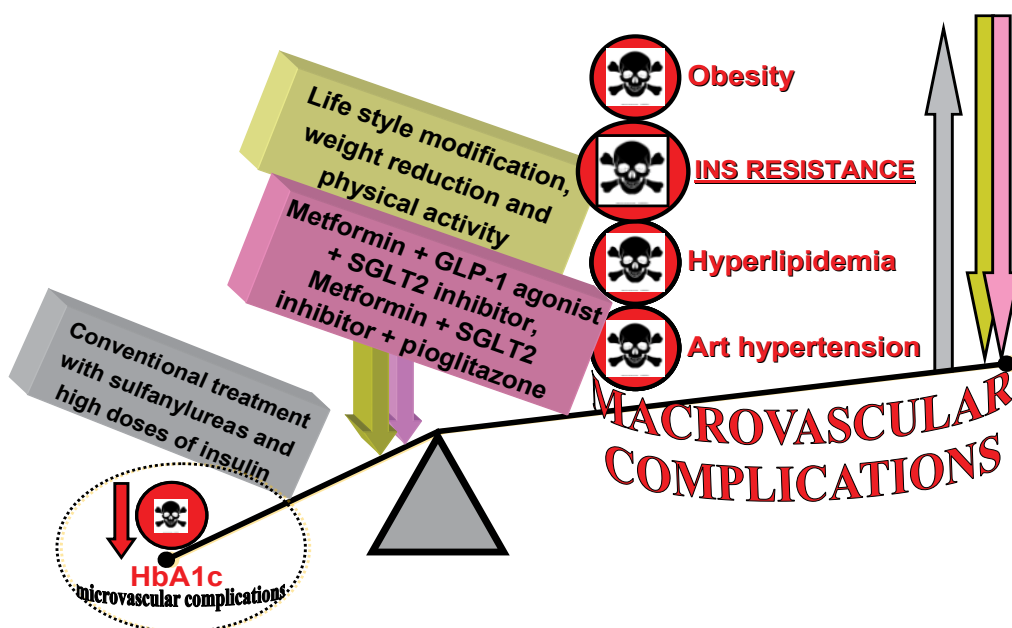 Life style modification,
weight reduction and
physical activity
Metformin + GLP-1 agonist
+ SGLT2 inhibitor,
Metformin + SGLT2
inhibitor + pioglitazone
Conventional treatment
with sulfanylureas and
high doses of insulin
Obesity
INS RESISTANCE
Hyperlipidemia
Art hypertension
MACROVASCULAR
COMPLICATIONS
HbA1c
microvascular complications